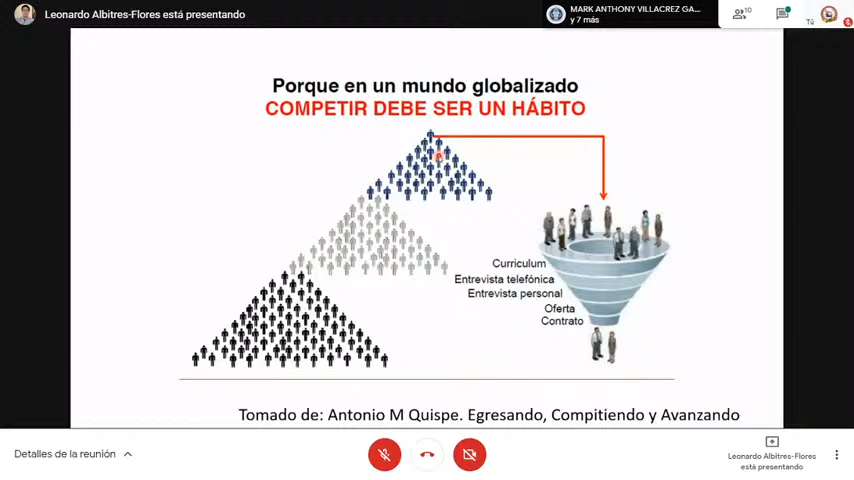 Leonardo Albitres-Flores está presentando
MARK ANTHONY VILLACREZ GA...
y 7 más
10
Tú
Porque en un mundo globalizado
COMPETIR DEBE SER UN HÁBITO
Curriculum
Entrevista telefónica
Entrevista personal
Oferta
Contrato
Tomado de: Antonio M Quispe. Egresando, Compitiendo y Avanzando
Detalles de la reunión
Leonardo Albitres-Flores
está presentando